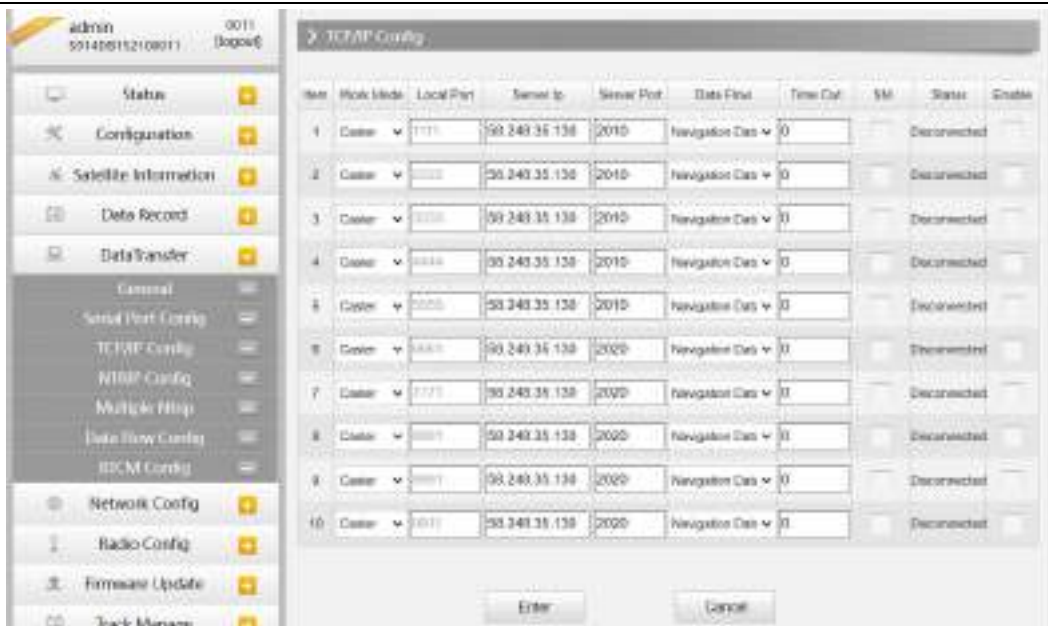 admin
0011
[logout]
Status
Configuration
Satellite Information
Data Record
DataTransfer
General
Serial Port Config
TCP/IP Config
NTRIP Config
Multiple Ntrip
Data Flow Config
RTCM Config
Network Config
Radio Config
Firmware Update
Track Manage
TCP/IP Config
Item Work Mode Local Port Server Ip Server Port Data Flow Time Out Status Enable
1 Caster 58.248.35.130 2010 Navigation Data 0 Disconnected
2 Caster 58.248.35.130 2010 Navigation Data 0 Disconnected
3 Caster 58.248.35.130 2010 Navigation Data 0 Disconnected
4 Caster 58.248.35.130 2010 Navigation Data 0 Disconnected
5 Caster 58.248.35.130 2010 Navigation Data 0 Disconnected
6 Caster 58.248.35.130 2020 Navigation Data 0 Disconnected
7 Caster 58.248.35.130 2020 Navigation Data 0 Disconnected
8 Caster 58.248.35.130 2020 Navigation Data 0 Disconnected
9 Caster 58.248.35.130 2020 Navigation Data 0 Disconnected
10 Caster 58.248.35.130 2020 Navigation Data 0 Disconnected
Enter Cancel